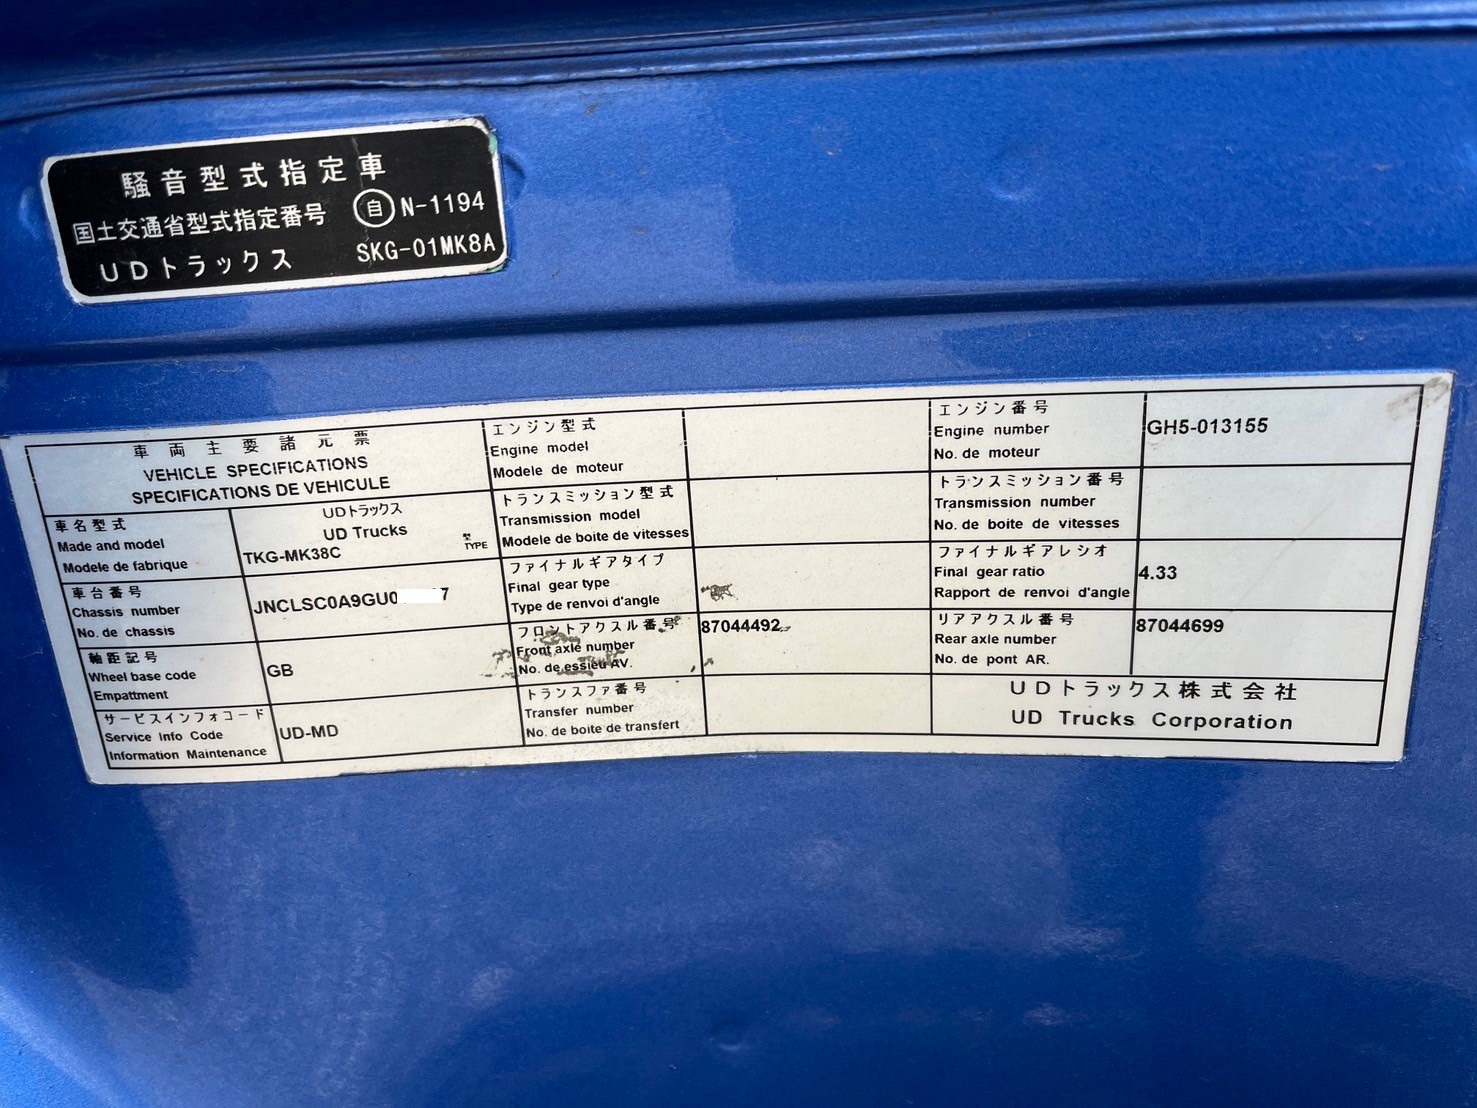 騒音型式指定車
国土交通省型式指定番号 自 N-1194
UDトラックス SKG-01MK8A
車両主要諸元票
VEHICLE SPECIFICATIONS
SPECIFICATIONS DE VEHICULE
車名型式
Made and model
Modele de fabrique
UDトラックス
UD Trucks
TKG-MK38C
型
TYPE
車台番号
Chassis number
No. de chassis
JNCLSC0A9GU0 7
軸距記号
Wheel base code
Empattment
GB
サービスインフォコード
Service Info Code
Information Maintenance
UD-MD
エンジン型式
Engine model
Modele de moteur
トランスミッション型式
Transmission model
Modele de boite de vitesses
ファイナルギアタイプ
Final gear type
Type de renvoi d'angle
フロントアクスル番号
Front axle number
No. de essieu AV.
87044492
トランスファ番号
Transfer number
No. de boite de transfert
エンジン番号
Engine number
No. de moteur
GH5-013155
トランスミッション番号
Transmission number
No. de boite de vitesses
ファイナルギアレシオ
Final gear ratio
Rapport de renvoi d'angle
4.33
リアアクスル番号
Rear axle number
No. de pont AR.
87044699
UDトラックス株式会社
UD Trucks Corporation